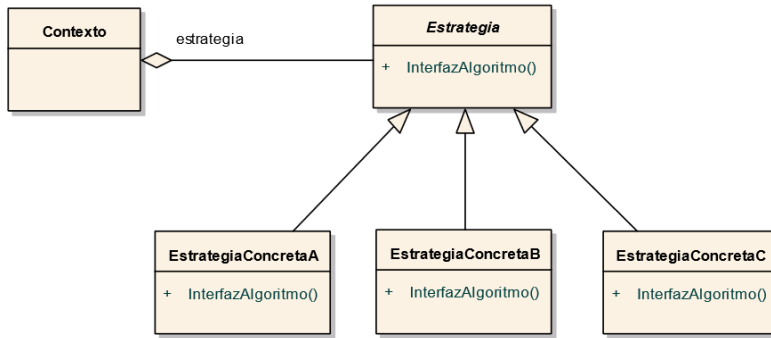 Contexto
estrategia
Estrategia
+ InterfazAlgoritmo()
EstrategiaConcretaA
+ InterfazAlgoritmo()
EstrategiaConcretaB
+ InterfazAlgoritmo()
EstrategiaConcretaC
+ InterfazAlgoritmo()